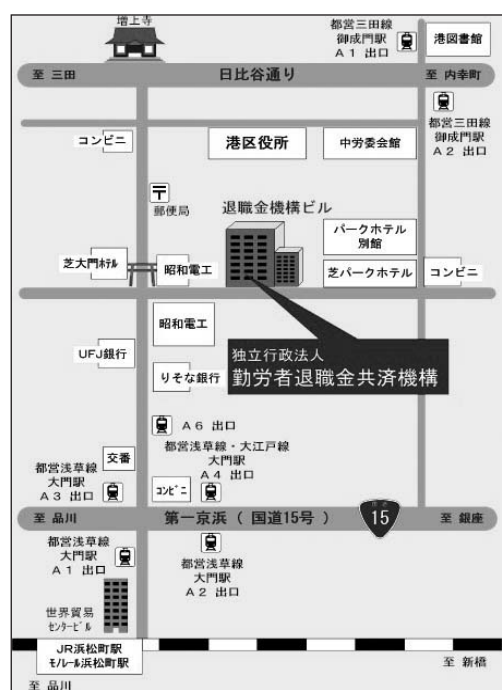 増上寺
都営三田線
御成門駅
A1 出口
港図書館
至 三田
日比谷通り
至 内幸町
都営三田線
御成門駅
A2 出口
コンビニ
港区役所
中労委会館
〒
郵便局
退職金機構ビル
パークホテル
別館
芝大門ﾎﾃﾙ
昭和電工
芝パークホテル
コンビニ
昭和電工
UFJ銀行
りそな銀行
独立行政法人
勤労者退職金共済機構
A6 出口
都営浅草線・大江戸線
大門駅
A4 出口
交番
都営浅草線
大門駅
A3 出口
ｺﾝﾋﾞﾆ
至 品川
第一京浜 ( 国道15号 )
15
至 銀座
都営浅草線
大門駅
A1 出口
都営浅草線
大門駅
A2 出口
世界貿易
ｾﾝﾀｰﾋﾞﾙ
JR浜松町駅
ﾓﾉﾚｰﾙ浜松町駅
至 新橋
至 品川